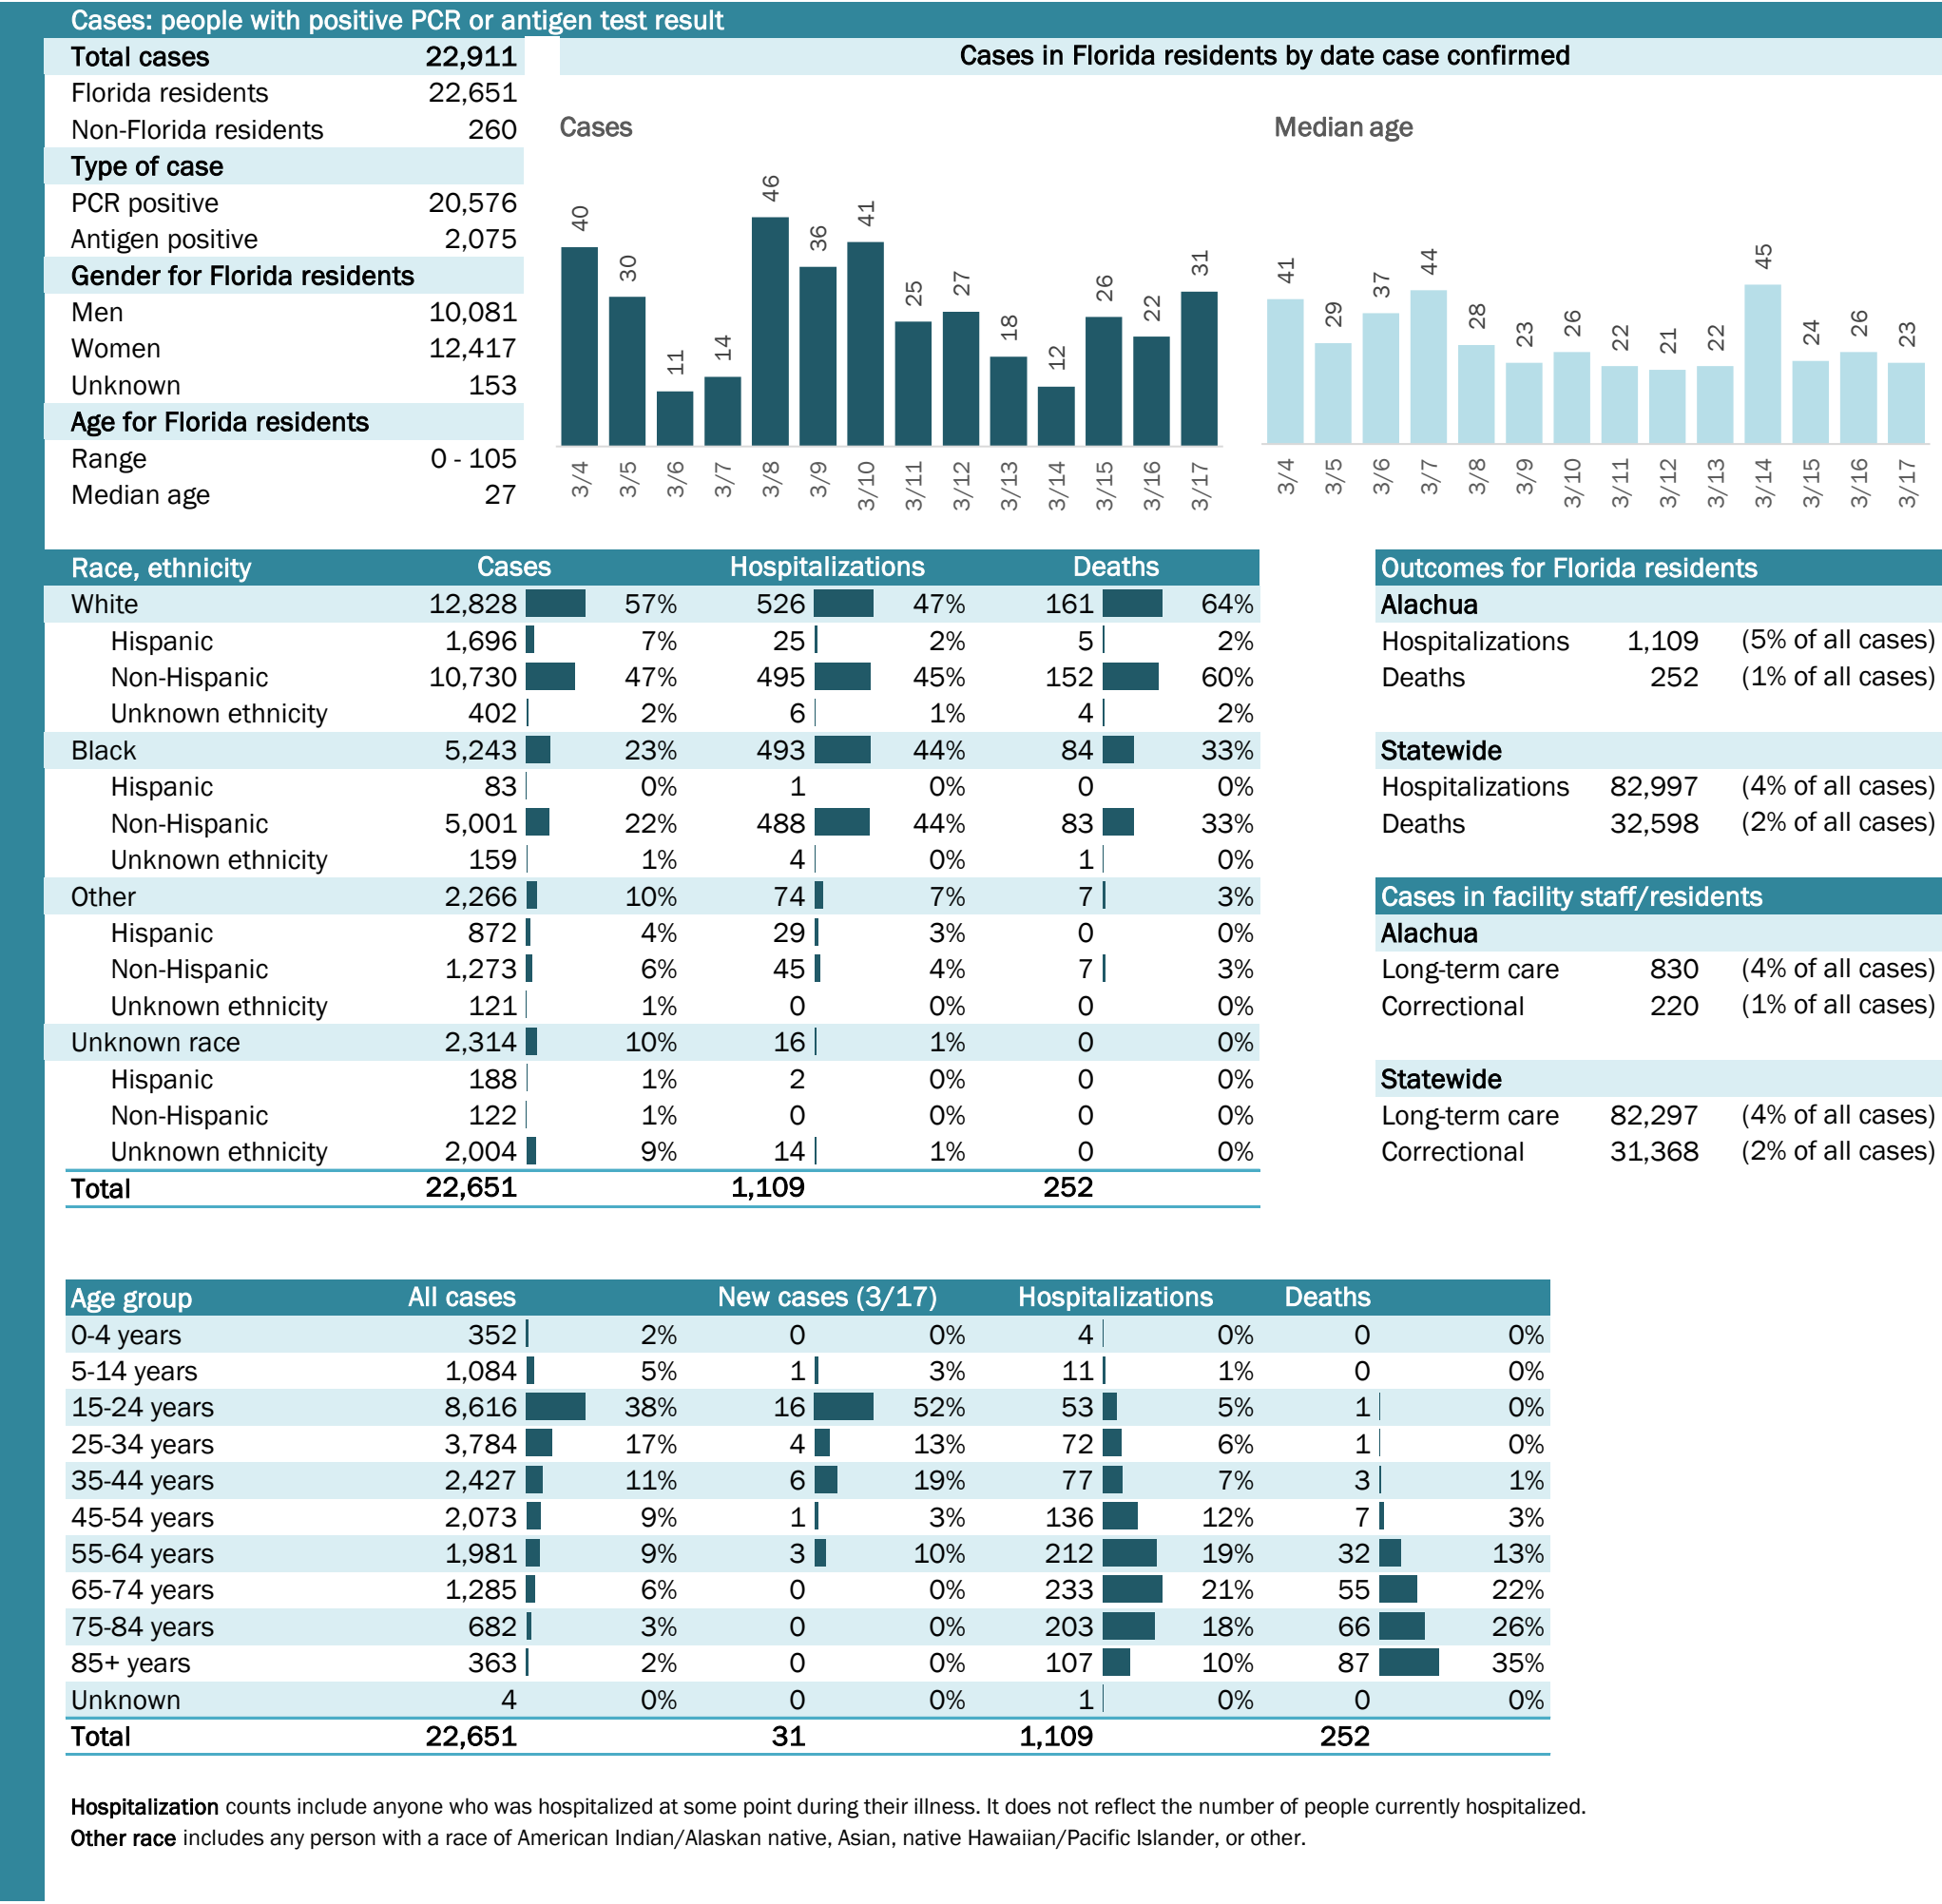 Cases: people with positive PCR or antigen test result
Total cases 22,911
Florida residents 22,651
Non-Florida residents 260
Type of case
PCR positive 20,576
Antigen positive 2,075
Gender for Florida residents
Men 10,081
Women 12,417
Unknown 153
Age for Florida residents
Range 0 - 105
Median age 27
Cases in Florida residents by date case confirmed
Cases
40 30 11 14 46 36 41 25 27 18 12 26 22 31
3/4 3/5 3/6 3/7 3/8 3/9 3/10 3/11 3/12 3/13 3/14 3/15 3/16 3/17
Median age
41 29 37 44 28 23 26 22 21 22 45 24 26 23
3/4 3/5 3/6 3/7 3/8 3/9 3/10 3/11 3/12 3/13 3/14 3/15 3/16 3/17
Race, ethnicity Cases Hospitalizations Deaths
White 12,828 57% 526 47% 161 64%
Hispanic 1,696 7% 25 2% 5 2%
Non-Hispanic 10,730 47% 495 45% 152 60%
Unknown ethnicity 402 2% 6 1% 4 2%
Black 5,243 23% 493 44% 84 33%
Hispanic 83 0% 1 0% 0 0%
Non-Hispanic 5,001 22% 488 44% 83 33%
Unknown ethnicity 159 1% 4 0% 1 0%
Other 2,266 10% 74 7% 7 3%
Hispanic 872 4% 29 3% 0 0%
Non-Hispanic 1,273 6% 45 4% 7 3%
Unknown ethnicity 121 1% 0 0% 0 0%
Unknown race 2,314 10% 16 1% 0 0%
Hispanic 188 1% 2 0% 0 0%
Non-Hispanic 122 1% 0 0% 0 0%
Unknown ethnicity 2,004 9% 14 1% 0 0%
Total 22,651 1,109 252
Outcomes for Florida residents
Alachua
Hospitalizations 1,109 (5% of all cases)
Deaths 252 (1% of all cases)
Statewide
Hospitalizations 82,997 (4% of all cases)
Deaths 32,598 (2% of all cases)
Cases in facility staff/residents
Alachua
Long-term care 830 (4% of all cases)
Correctional 220 (1% of all cases)
Statewide
Long-term care 82,297 (4% of all cases)
Correctional 31,368 (2% of all cases)
Age group All cases New cases (3/17) Hospitalizations Deaths
0-4 years 352 2% 0 0% 4 0% 0 0%
5-14 years 1,084 5% 1 3% 11 1% 0 0%
15-24 years 8,616 38% 16 52% 53 5% 1 0%
25-34 years 3,784 17% 4 13% 72 6% 1 0%
35-44 years 2,427 11% 6 19% 77 7% 3 1%
45-54 years 2,073 9% 1 3% 136 12% 7 3%
55-64 years 1,981 9% 3 10% 212 19% 32 13%
65-74 years 1,285 6% 0 0% 233 21% 55 22%
75-84 years 682 3% 0 0% 203 18% 66 26%
85+ years 363 2% 0 0% 107 10% 87 35%
Unknown 4 0% 0 0% 1 0% 0 0%
Total 22,651 31 1,109 252
Hospitalization counts include anyone who was hospitalized at some point during their illness. It does not reflect the number of people currently hospitalized.
Other race includes any person with a race of American Indian/Alaskan native, Asian, native Hawaiian/Pacific Islander, or other.